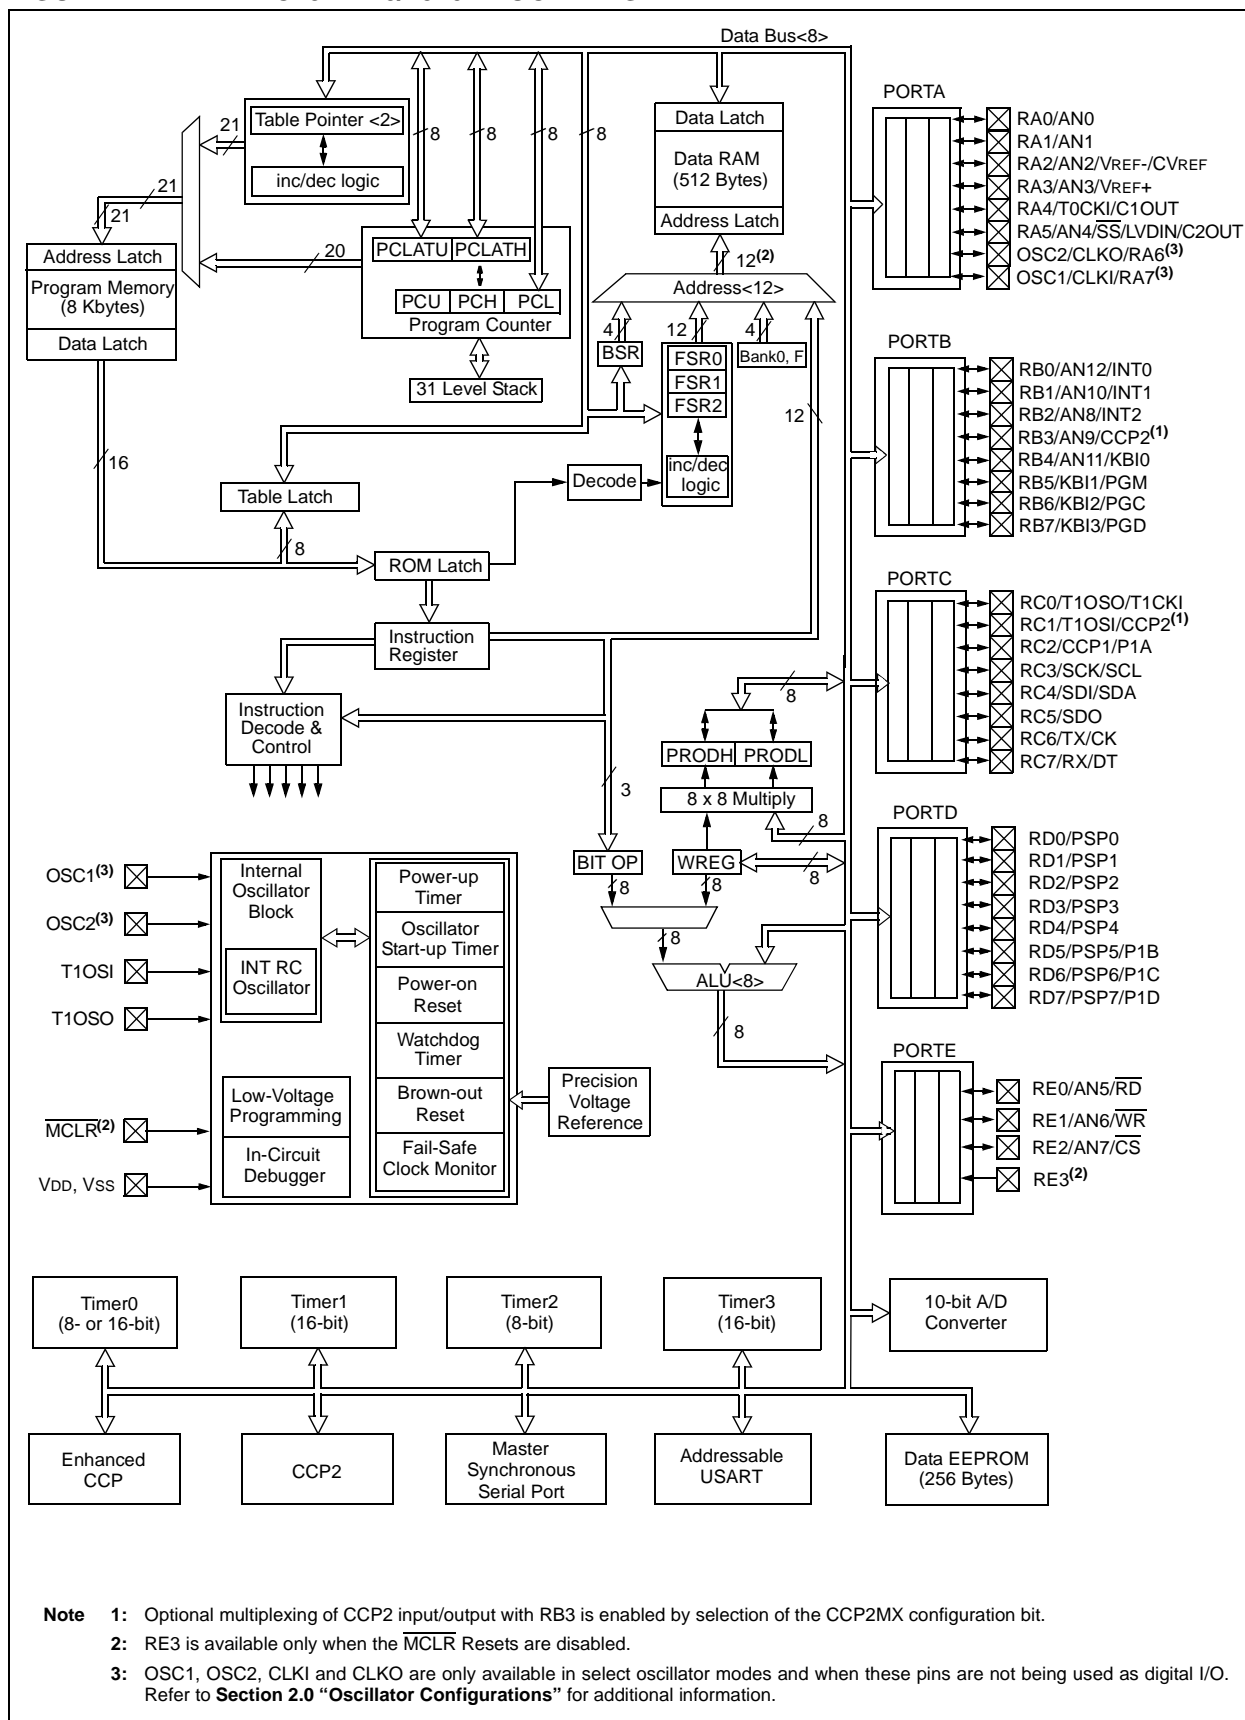 Data Bus<8>
Table Pointer <2>
inc/dec logic
21
21
21
8
8
8
8
Data Latch
Data RAM
(512 Bytes)
Address Latch
12(2)
Address<12>
Address Latch
Program Memory
(8 Kbytes)
Data Latch
20
PCLATU
PCLATH
PCU
PCH
PCL
Program Counter
31 Level Stack
4
12
4
BSR
FSR0
FSR1
FSR2
Bank0, F
inc/dec
logic
12
16
Table Latch
8
Decode
ROM Latch
Instruction
Register
Instruction
Decode &
Control
8
PRODH
PRODL
8 x 8 Multiply
3
8
BIT OP
WREG
8
8
8
8
ALU<8>
8
PORTA
RA0/AN0
RA1/AN1
RA2/AN2/VREF-/CVREF
RA3/AN3/VREF+
RA4/T0CKI/C1OUT
RA5/AN4/SS/LVDIN/C2OUT
OSC2/CLKO/RA6(3)
OSC1/CLKI/RA7(3)
PORTB
RB0/AN12/INT0
RB1/AN10/INT1
RB2/AN8/INT2
RB3/AN9/CCP2(1)
RB4/AN11/KBI0
RB5/KBI1/PGM
RB6/KBI2/PGC
RB7/KBI3/PGD
PORTC
RC0/T1OSO/T1CKI
RC1/T1OSI/CCP2(1)
RC2/CCP1/P1A
RC3/SCK/SCL
RC4/SDI/SDA
RC5/SDO
RC6/TX/CK
RC7/RX/DT
PORTD
RD0/PSP0
RD1/PSP1
RD2/PSP2
RD3/PSP3
RD4/PSP4
RD5/PSP5/P1B
RD6/PSP6/P1C
RD7/PSP7/P1D
PORTE
RE0/AN5/RD
RE1/AN6/WR
RE2/AN7/CS
RE3(2)
OSC1(3)
OSC2(3)
T1OSI
T1OSO
MCLR(2)
VDD, VSS
Internal
Oscillator
Block
INT RC
Oscillator
Low-Voltage
Programming
In-Circuit
Debugger
Power-up
Timer
Oscillator
Start-up Timer
Power-on
Reset
Watchdog
Timer
Brown-out
Reset
Fail-Safe
Clock Monitor
Precision
Voltage
Reference
Timer0
(8- or 16-bit)
Timer1
(16-bit)
Timer2
(8-bit)
Timer3
(16-bit)
10-bit A/D
Converter
Enhanced
CCP
CCP2
Master
Synchronous
Serial Port
Addressable
USART
Data EEPROM
(256 Bytes)
Note 1: Optional multiplexing of CCP2 input/output with RB3 is enabled by selection of the CCP2MX configuration bit.
2: RE3 is available only when the MCLR Resets are disabled.
3: OSC1, OSC2, CLKI and CLKO are only available in select oscillator modes and when these pins are not being used as digital I/O.
Refer to Section 2.0 “Oscillator Configurations” for additional information.